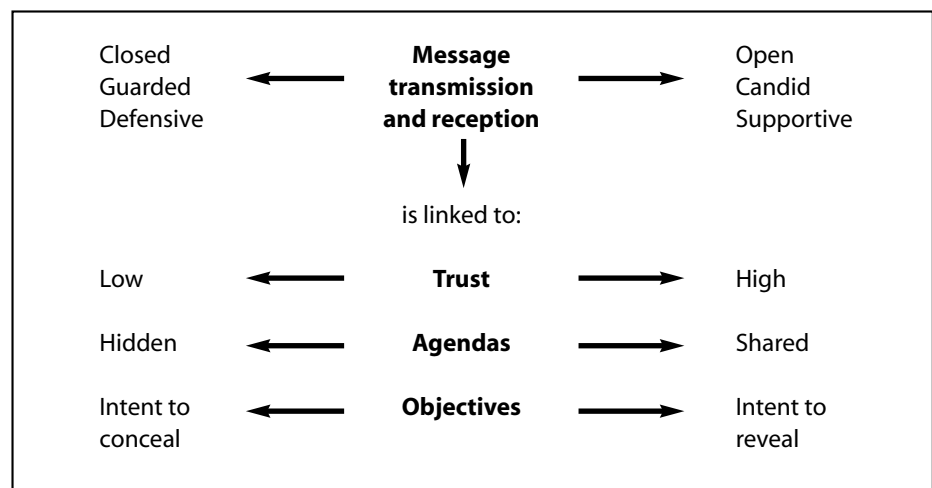 Closed
Guarded
Defensive
Message
transmission
and reception
Open
Candid
Supportive
is linked to:
Low
Trust
High
Hidden
Agendas
Shared
Intent to
conceal
Objectives
Intent to
reveal